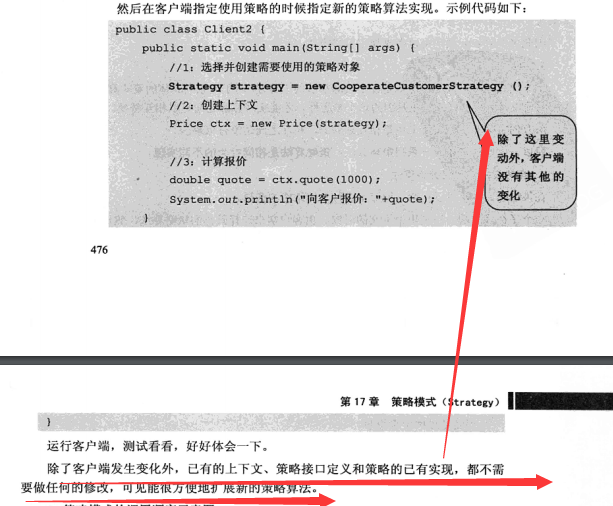 然后在客户端指定使用策略的时候指定新的策略算法实现。示例代码如下：
public class Client2 {
public static void main(String[] args) {
//1：选择并创建需要使用的策略对象
Strategy strategy = new CooperateCustomerStrategy ();
//2：创建上下文
Price ctx = new Price(strategy);
//3：计算报价
double quote = ctx.quote(1000);
System.out.println("向客户报价："+quote);
}
除了这里变
动外，客户端
没有其他的
变化
476
第 17 章 策略模式（Strategy）
}
运行客户端，测试看看，好好体会一下。
除了客户端发生变化外，已有的上下文、策略接口定义和策略的已有实现，都不需
要做任何的修改，可见能很方便地扩展新的策略算法。